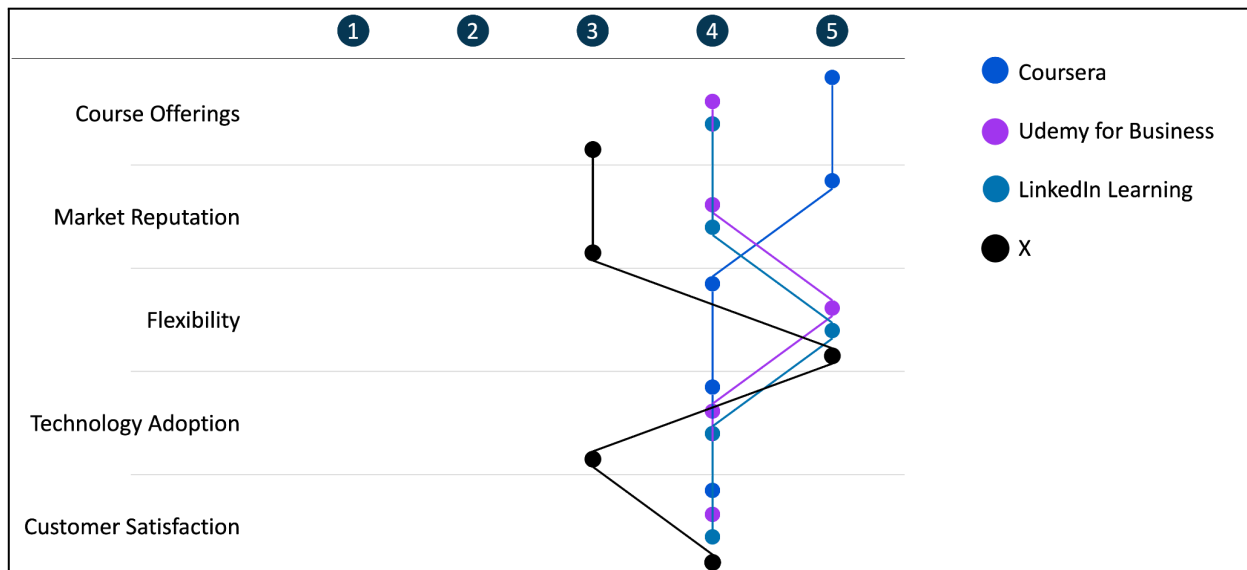 1 2 3 4 5
Coursera
Course Offerings
Udemy for Business
LinkedIn Learning
Market Reputation
X
Flexibility
Technology Adoption
Customer Satisfaction